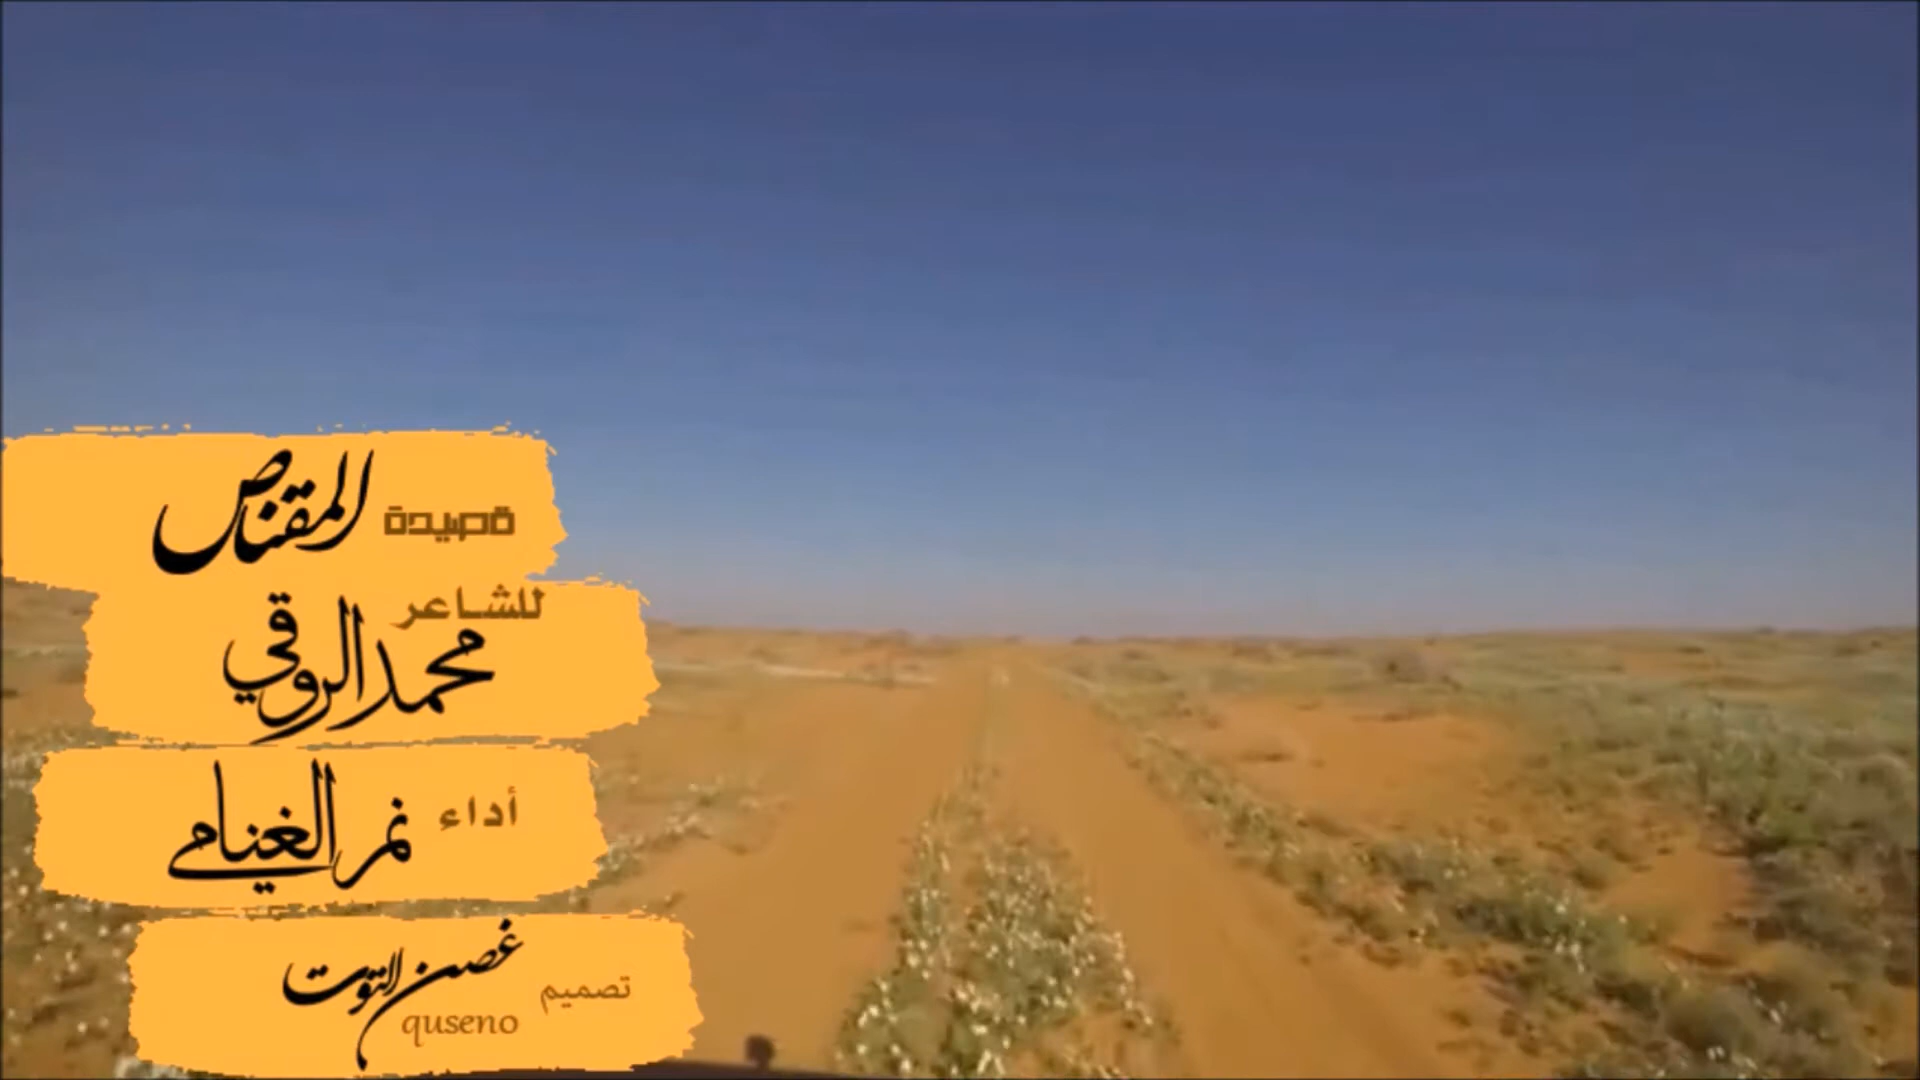 قصيدة المقناص
للشاعر
محمد الروقي
أداء نمر الغنامي
تصميم غصن التوت
quseno